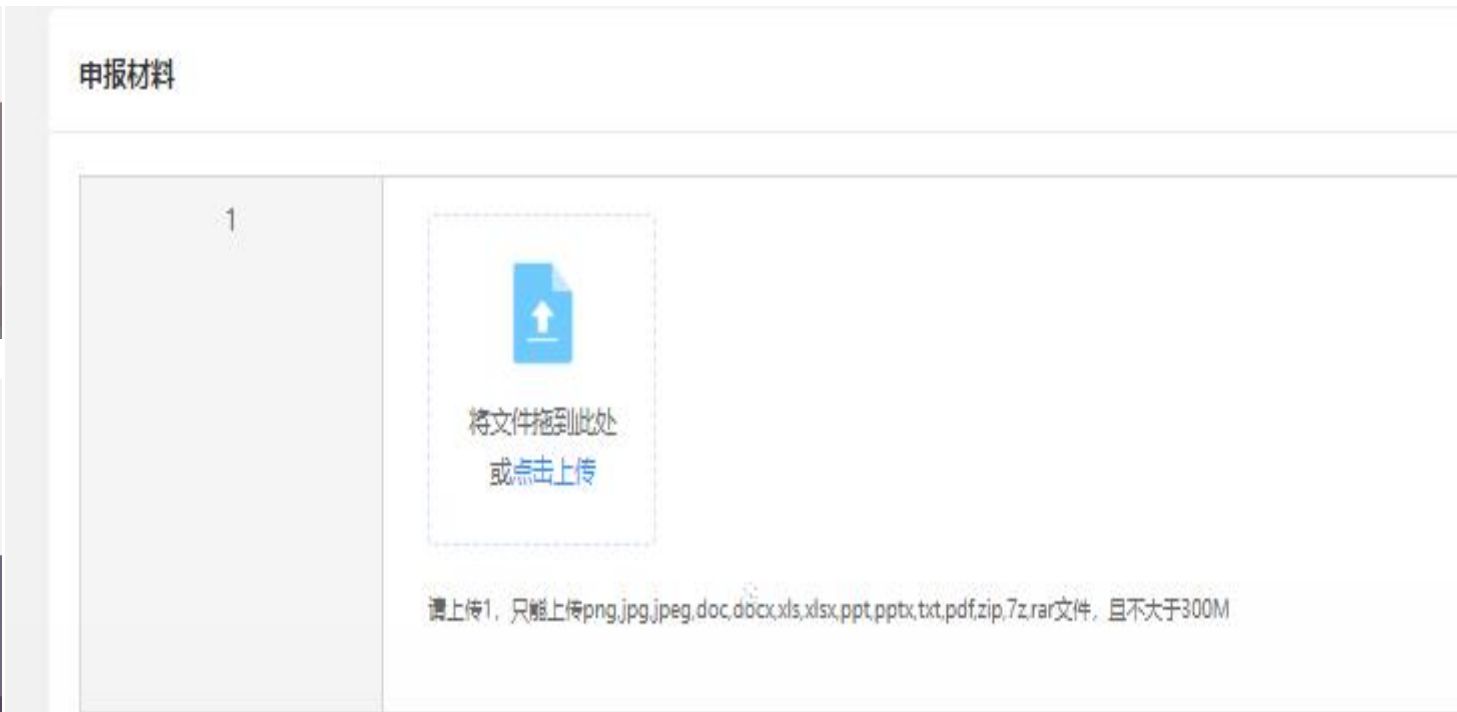 申报材料
1
将文件拖到此处
或点击上传
请上传1，只能上传png,jpg,jpeg,doc,docx,xls,xlsx,ppt,pptx,txt,pdf,zip,7z,rar文件，且不大于300M